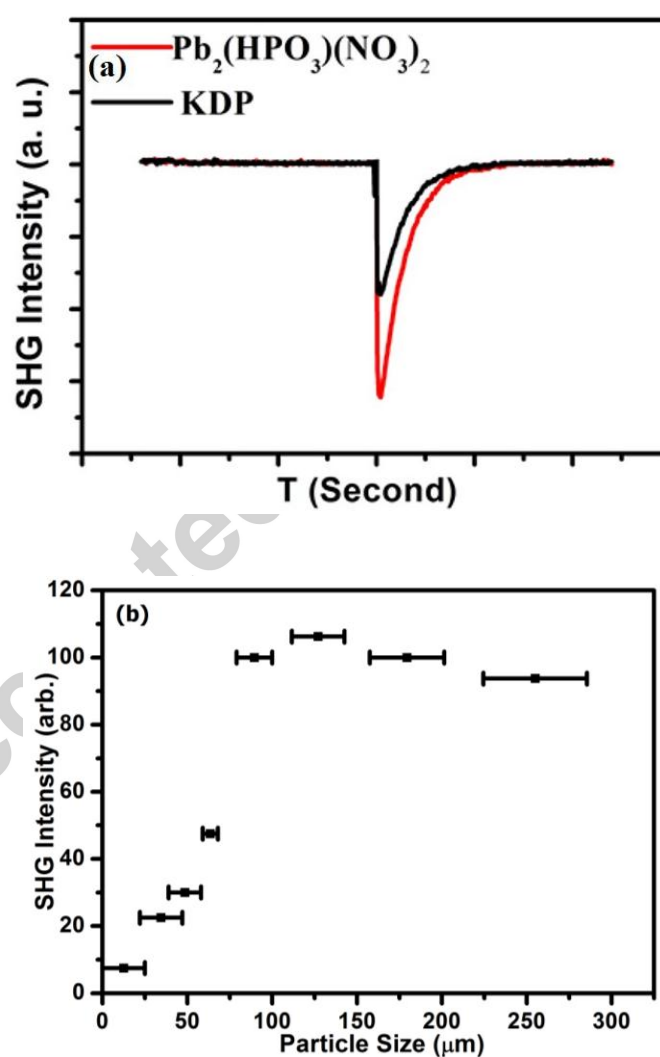 (a)
Pb₂(HPO₃)(NO₃)₂
KDP
SHG Intensity (a. u.)
T (Second)
(b)
120
100
80
60
40
20
0
SHG Intensity (arb.)
0 50 100 150 200 250 300
Particle Size (μm)